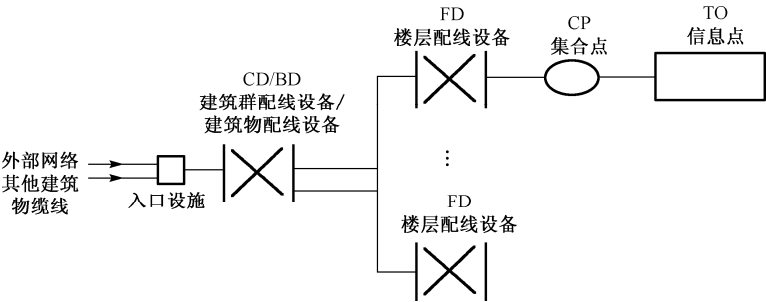 FD
楼层配线设备
CP
集合点
TO
信息点
CD/BD
建筑群配线设备/
建筑物配线设备
外部网络
其他建筑
物缆线
入口设施
⋮
FD
楼层配线设备